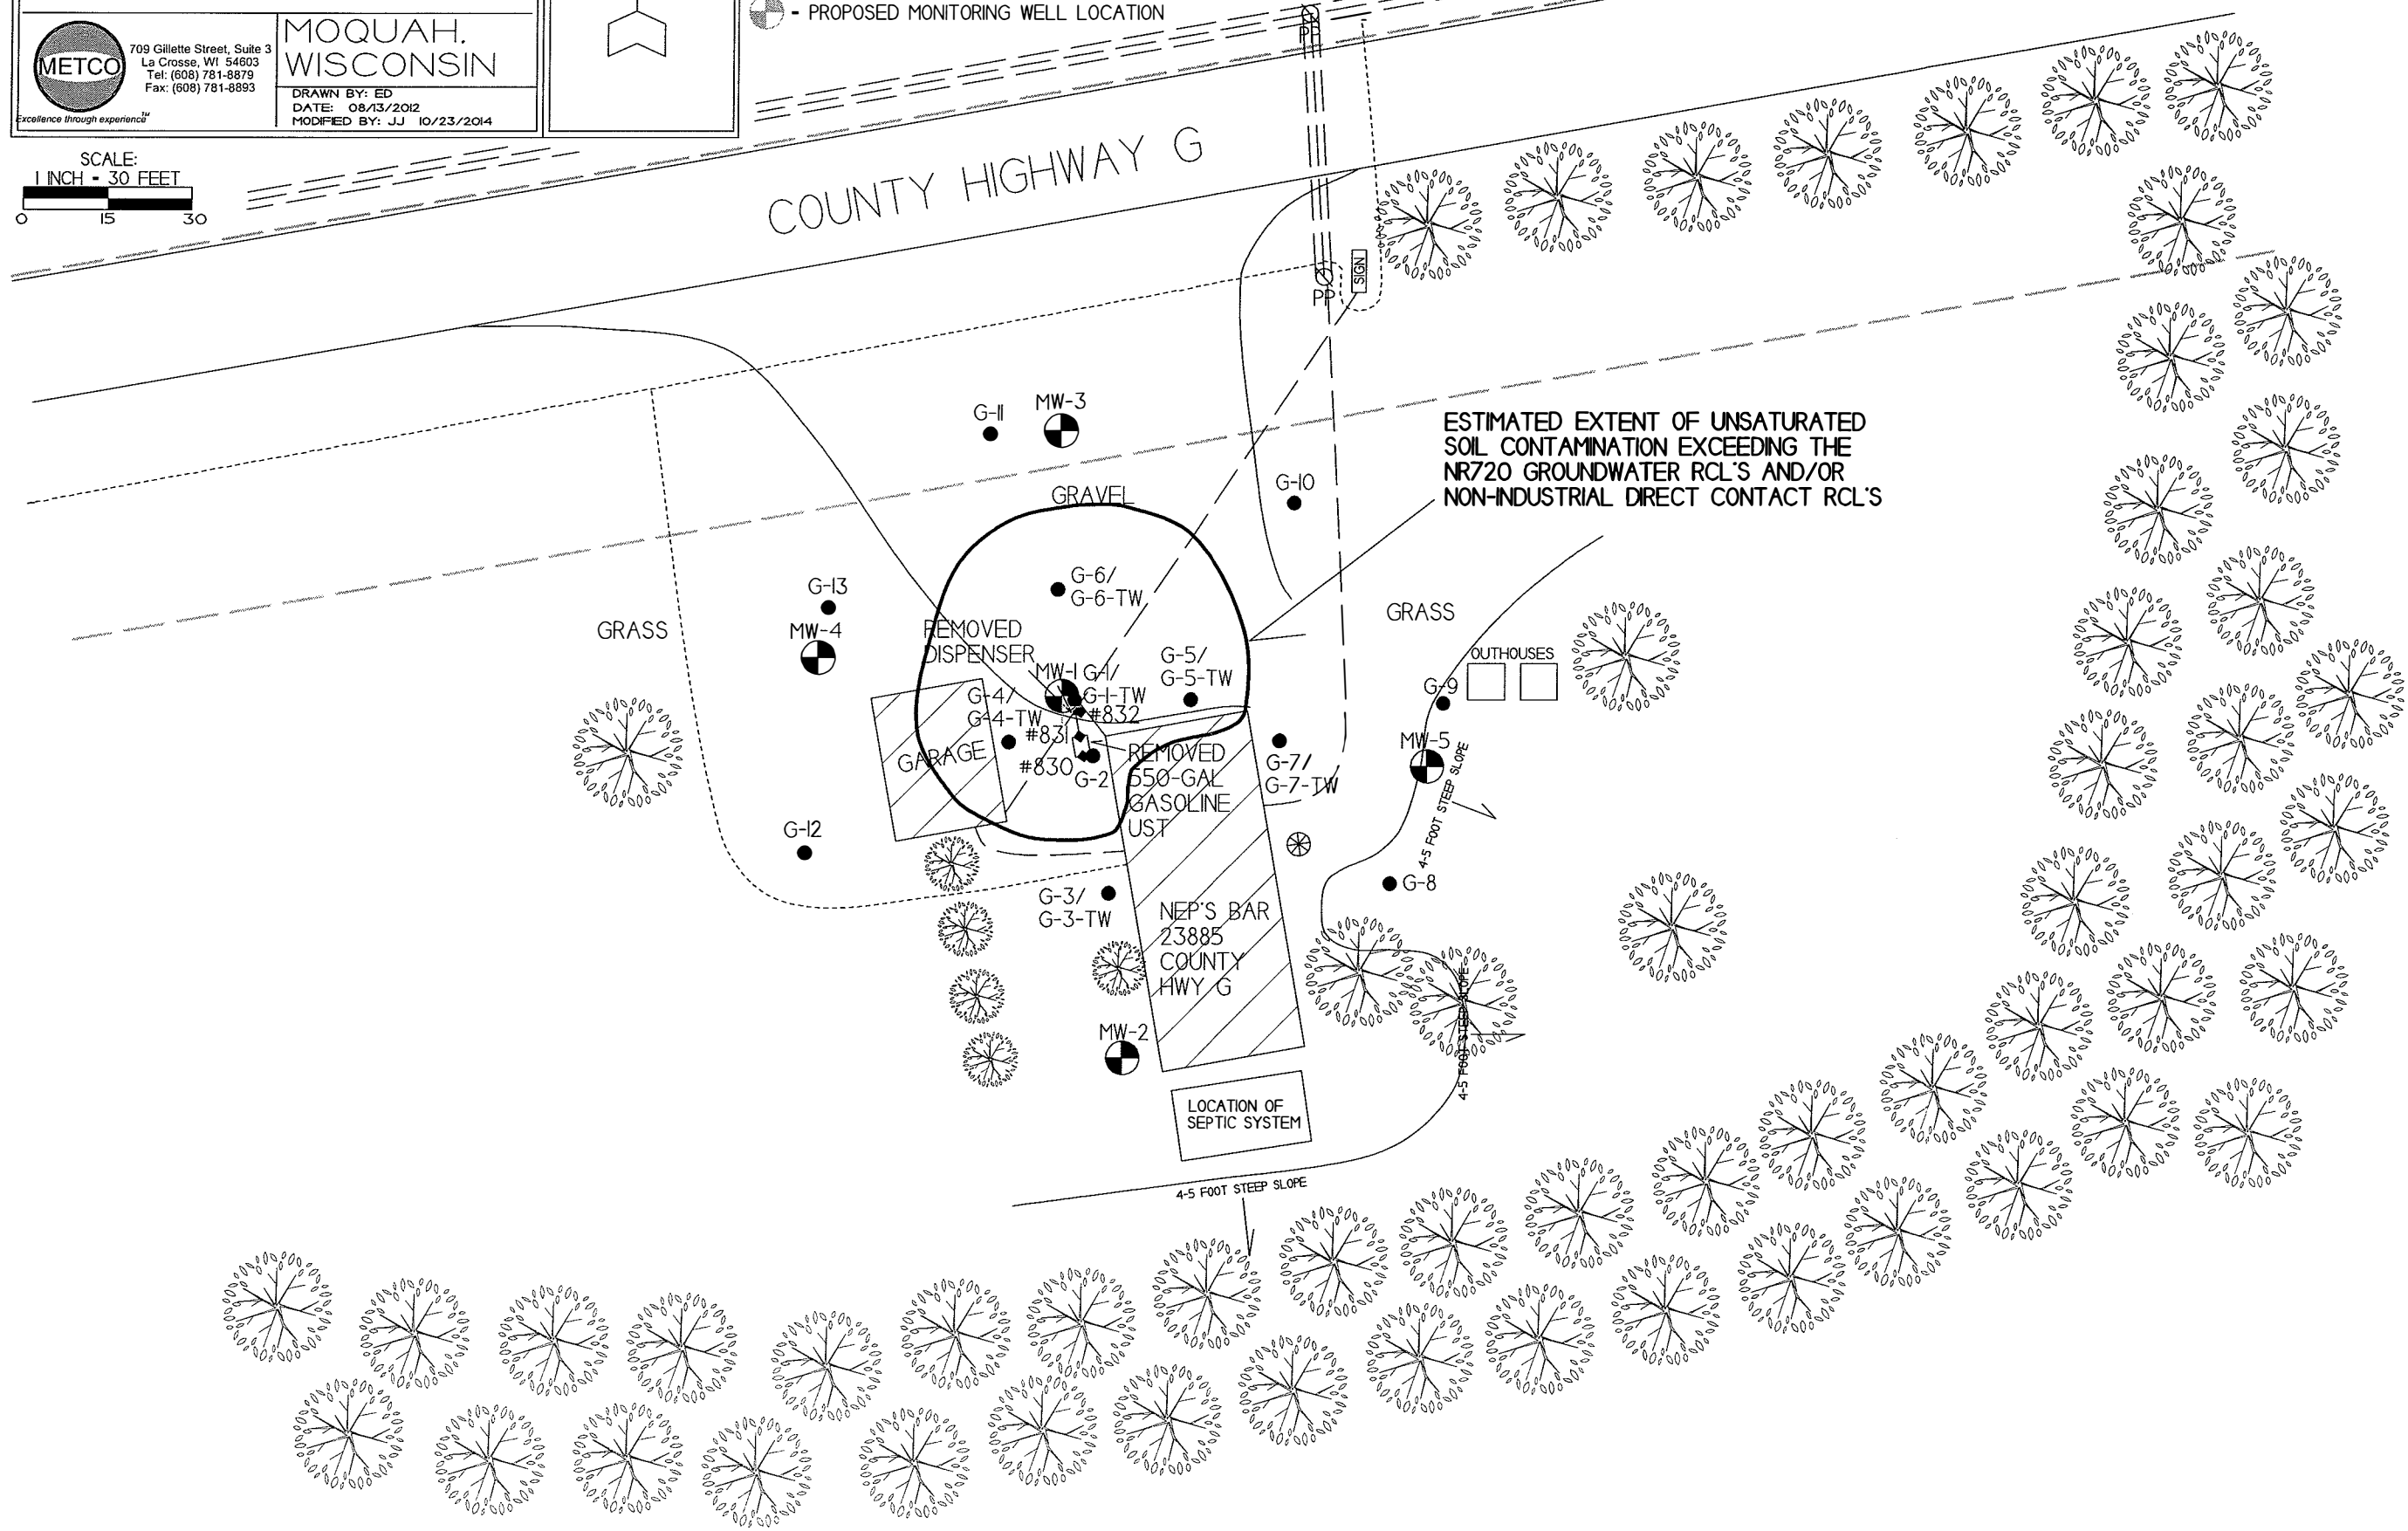 METCO
Excellence through experience™
709 Gillette Street, Suite 3
La Crosse, WI 54603
Tel: (608) 781-8879
Fax: (608) 781-8893
MOQUAH,
WISCONSIN
DRAWN BY: ED
DATE: 08/13/2012
MODIFIED BY: JJ 10/23/2014
- PROPOSED MONITORING WELL LOCATION
SCALE:
1 INCH = 30 FEET
0 15 30
COUNTY HIGHWAY G
PP
PP
SIGN
G-11
MW-3
ESTIMATED EXTENT OF UNSATURATED
SOIL CONTAMINATION EXCEEDING THE
NR720 GROUNDWATER RCL'S AND/OR
NON-INDUSTRIAL DIRECT CONTACT RCL'S
G-10
GRAVEL
G-6/
G-6-TW
G-13
MW-4
GRASS
GRASS
REMOVED
DISPENSER
OUTHOUSES
G-5/
G-5-TW
MW-1
G-1/
G-1-TW
G-4/
G-4-TW
#832
#831
#830
G-2
GARAGE
REMOVED
550-GAL
GASOLINE
UST
G-7/
G-7-TW
G-9
MW-5
4-5 FOOT STEEP SLOPE
G-12
G-8
G-3/
G-3-TW
NEP'S BAR
23885
COUNTY
HWY G
4-5 FOOT STEEP SLOPE
MW-2
LOCATION OF
SEPTIC SYSTEM
4-5 FOOT STEEP SLOPE